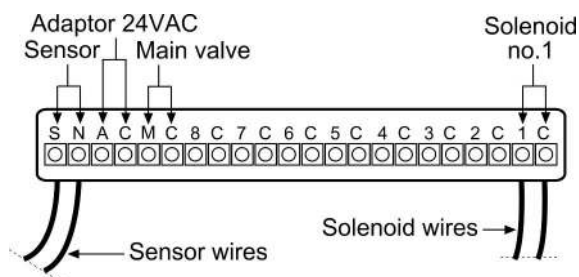 Adaptor 24VAC
Sensor Main valve
Solenoid
no.1
S N A C M C 8 C 7 C 6 C 5 C 4 C 3 C 2 C 1 C
Solenoid wires
Sensor wires